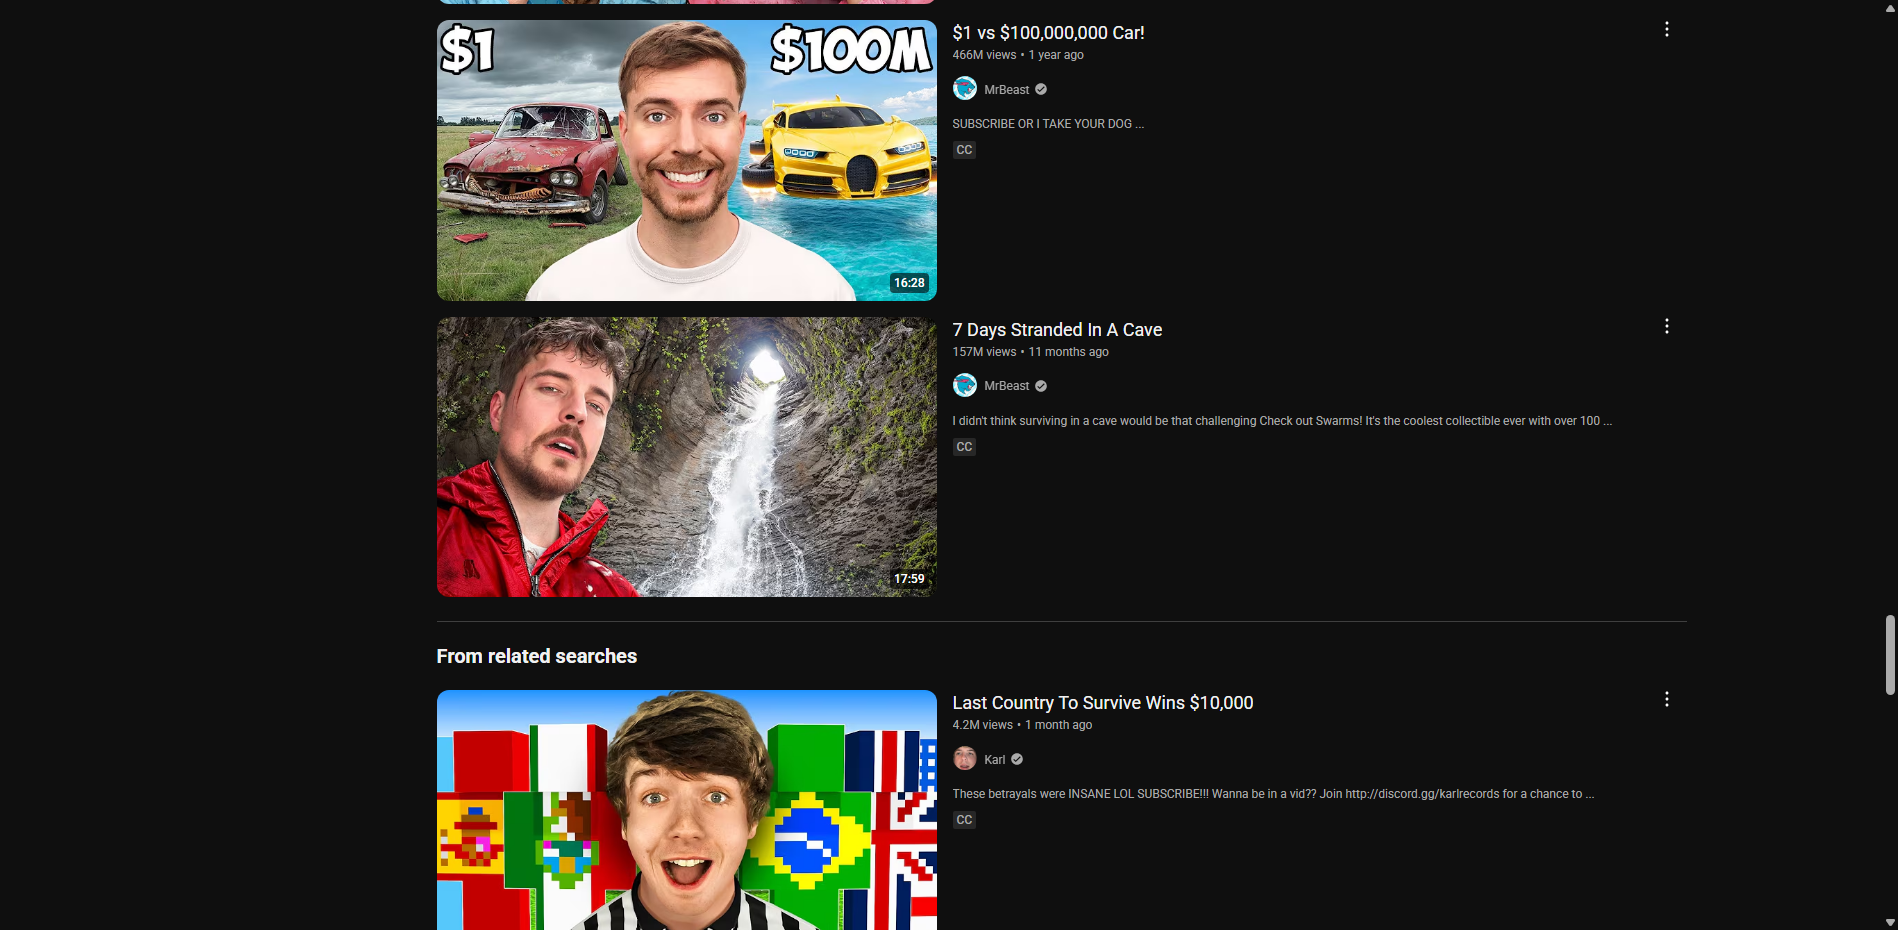 $1
$100M
16:28
$1 vs $100,000,000 Car!
466M views • 1 year ago
MrBeast
SUBSCRIBE OR I TAKE YOUR DOG ...
CC
17:59
7 Days Stranded In A Cave
157M views • 11 months ago
MrBeast
I didn't think surviving in a cave would be that challenging Check out Swarms! It's the coolest collectible ever with over 100 ...
CC
From related searches
Last Country To Survive Wins $10,000
4.2M views • 1 month ago
Karl
These betrayals were INSANE LOL SUBSCRIBE!!! Wanna be in a vid?? Join http://discord.gg/karlrecords for a chance to ...
CC